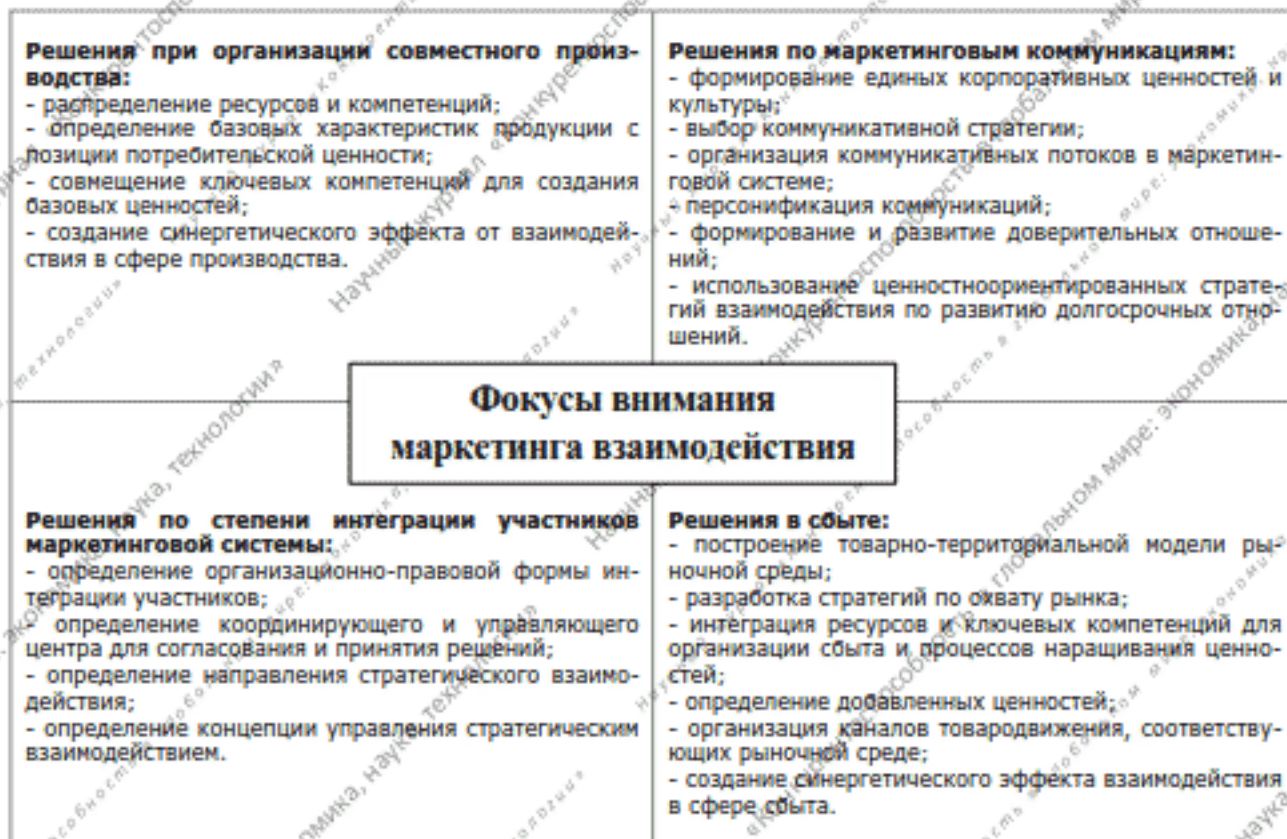 Решения при организации совместного произ-
водства:
- распределение ресурсов и компетенций;
- определение базовых характеристик продукции с
позиции потребительской ценности;
- совмещение ключевых компетенций для создания
базовых ценностей;
- создание синергетического эффекта от взаимодей-
ствия в сфере производства.
Решения по маркетинговым коммуникациям:
- формирование единых корпоративных ценностей и
культуры;
- выбор коммуникативной стратегии;
- организация коммуникативных потоков в маркетин-
говой системе;
- персонификация коммуникаций;
- формирование и развитие доверительных отноше-
ний;
- использование ценностноориентированных страте-
гий взаимодействия по развитию долгосрочных отно-
шений.
Фокусы внимания
маркетинга взаимодействия
Решения по степени интеграции участников
маркетинговой системы:
- определение организационно-правовой формы ин-
теграции участников;
- определение координирующего и управляющего
центра для согласования и принятия решений;
- определение направления стратегического взаимо-
действия;
- определение концепции управления стратегическим
взаимодействием.
Решения в сбыте:
- построение товарно-территориальной модели ры-
ночной среды;
- разработка стратегий по охвату рынка;
- интеграция ресурсов и ключевых компетенций для
организации сбыта и процессов наращивания ценно-
стей;
- определение добавленных ценностей;
- организация каналов товародвижения, соответству-
ющих рыночной среде;
- создание синергетического эффекта взаимодействия
в сфере сбыта.